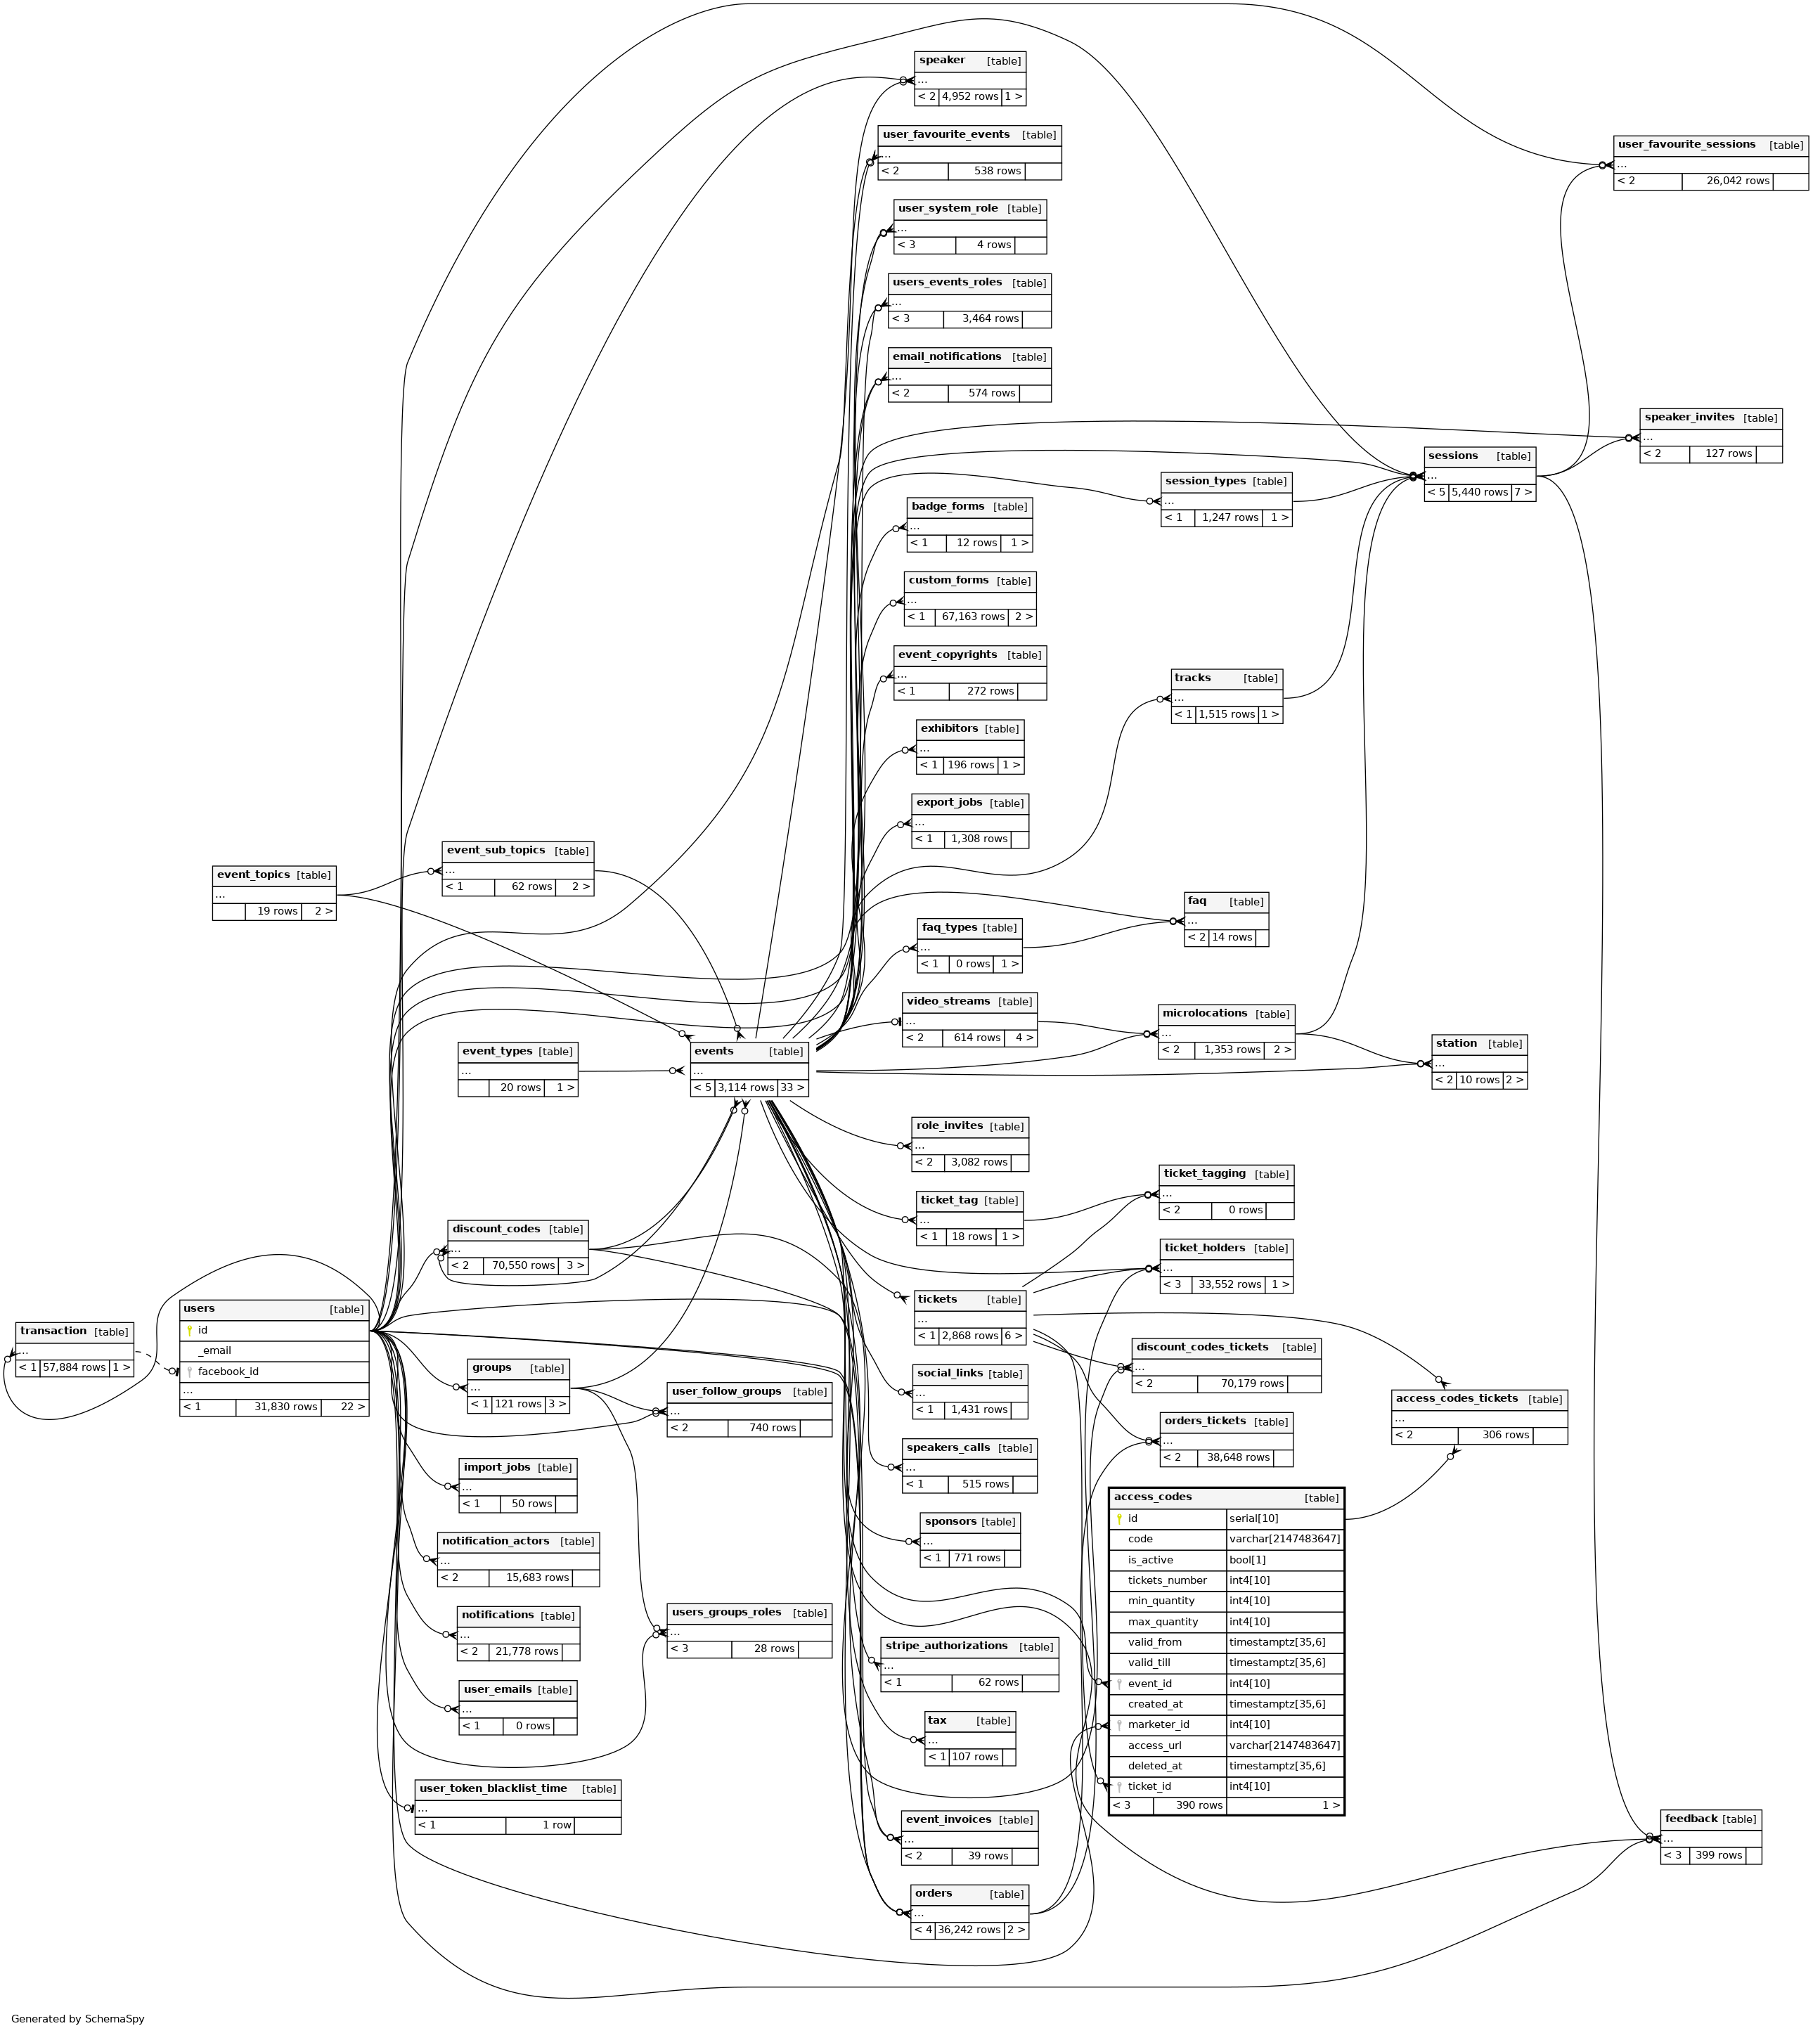 speaker [table]
...
< 2 4,952 rows 1 >
user_favourite_events [table]
...
< 2 538 rows
user_favourite_sessions [table]
...
< 2 26,042 rows
user_system_role [table]
...
< 3 4 rows
users_events_roles [table]
...
< 3 3,464 rows
email_notifications [table]
...
< 2 574 rows
speaker_invites [table]
...
< 2 127 rows
sessions [table]
...
< 5 5,440 rows 7 >
session_types [table]
...
< 1 1,247 rows 1 >
badge_forms [table]
...
< 1 12 rows 1 >
custom_forms [table]
...
< 1 67,163 rows 2 >
event_copyrights [table]
...
< 1 272 rows
tracks [table]
...
< 1 1,515 rows 1 >
exhibitors [table]
...
< 1 196 rows 1 >
export_jobs [table]
...
< 1 1,308 rows
event_sub_topics [table]
...
< 1 62 rows 2 >
event_topics [table]
...
19 rows 2 >
faq [table]
...
< 2 14 rows
faq_types [table]
...
< 1 0 rows 1 >
video_streams [table]
...
< 2 614 rows 4 >
microlocations [table]
...
< 2 1,353 rows 2 >
station [table]
...
< 2 10 rows 2 >
event_types [table]
...
20 rows 1 >
events [table]
...
< 5 3,114 rows 33 >
role_invites [table]
...
< 2 3,082 rows
ticket_tagging [table]
...
< 2 0 rows
ticket_tag [table]
...
< 1 18 rows 1 >
discount_codes [table]
...
< 2 70,550 rows 3 >
ticket_holders [table]
...
< 3 33,552 rows 1 >
tickets [table]
...
< 1 2,868 rows 6 >
users [table]
id
_email
facebook_id
...
< 1 31,830 rows 22 >
transaction [table]
...
< 1 57,884 rows 1 >
discount_codes_tickets [table]
...
< 2 70,179 rows
groups [table]
...
< 1 121 rows 3 >
social_links [table]
...
< 1 1,431 rows
user_follow_groups [table]
...
< 2 740 rows
access_codes_tickets [table]
...
< 2 306 rows
orders_tickets [table]
...
< 2 38,648 rows
speakers_calls [table]
...
< 1 515 rows
import_jobs [table]
...
< 1 50 rows
access_codes [table]
id serial[10]
code varchar[2147483647]
is_active bool[1]
tickets_number int4[10]
min_quantity int4[10]
max_quantity int4[10]
valid_from timestamptz[35,6]
valid_till timestamptz[35,6]
event_id int4[10]
created_at timestamptz[35,6]
marketer_id int4[10]
access_url varchar[2147483647]
deleted_at timestamptz[35,6]
ticket_id int4[10]
< 3 390 rows 1 >
sponsors [table]
...
< 1 771 rows
notification_actors [table]
...
< 2 15,683 rows
notifications [table]
...
< 2 21,778 rows
users_groups_roles [table]
...
< 3 28 rows
stripe_authorizations [table]
...
< 1 62 rows
user_emails [table]
...
< 1 0 rows
tax [table]
...
< 1 107 rows
user_token_blacklist_time [table]
...
< 1 1 row
event_invoices [table]
...
< 2 39 rows
feedback [table]
...
< 3 399 rows
orders [table]
...
< 4 36,242 rows 2 >
Generated by SchemaSpy